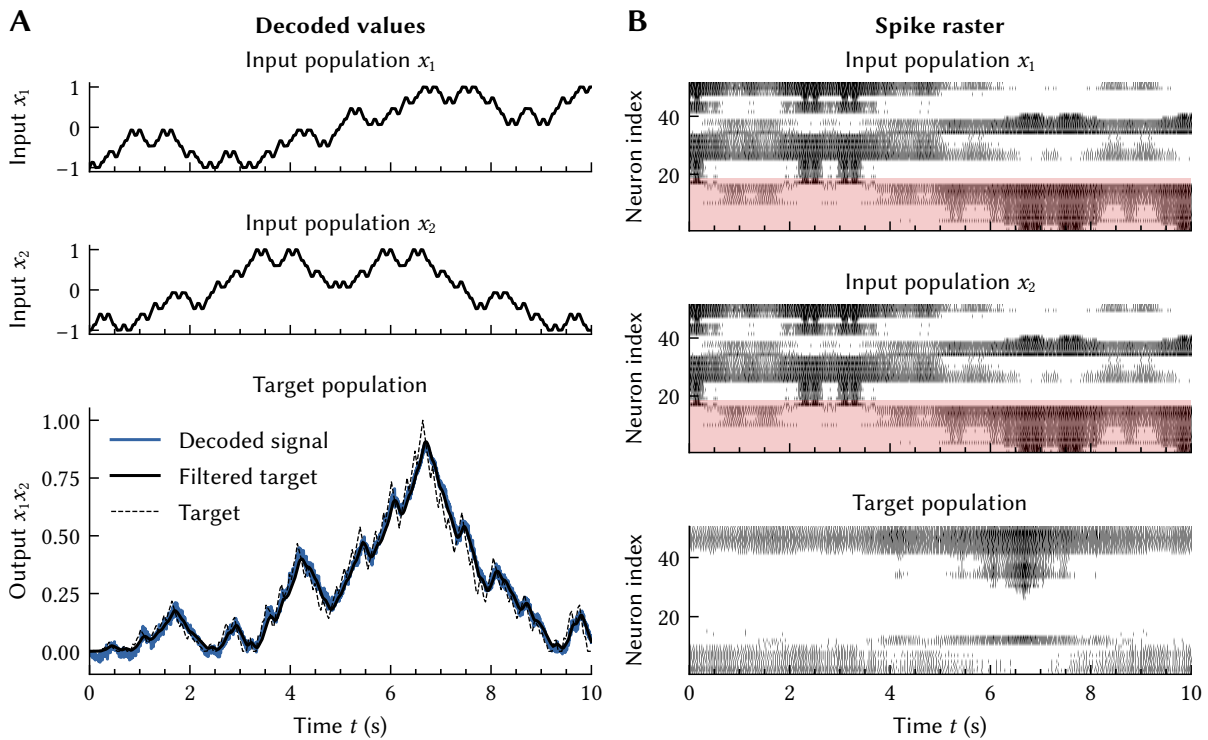 A
Decoded values
Input population x₁
Input x₁
1
0
−1
Input population x₂
Input x₂
1
0
−1
Target population
Output x₁x₂
1.00
0.75
0.50
0.25
0.00
Decoded signal
Filtered target
Target
0 2 4 6 8 10
Time t (s)
B
Spike raster
Input population x₁
Neuron index
40
20
Input population x₂
Neuron index
40
20
Target population
Neuron index
40
20
0 2 4 6 8 10
Time t (s)